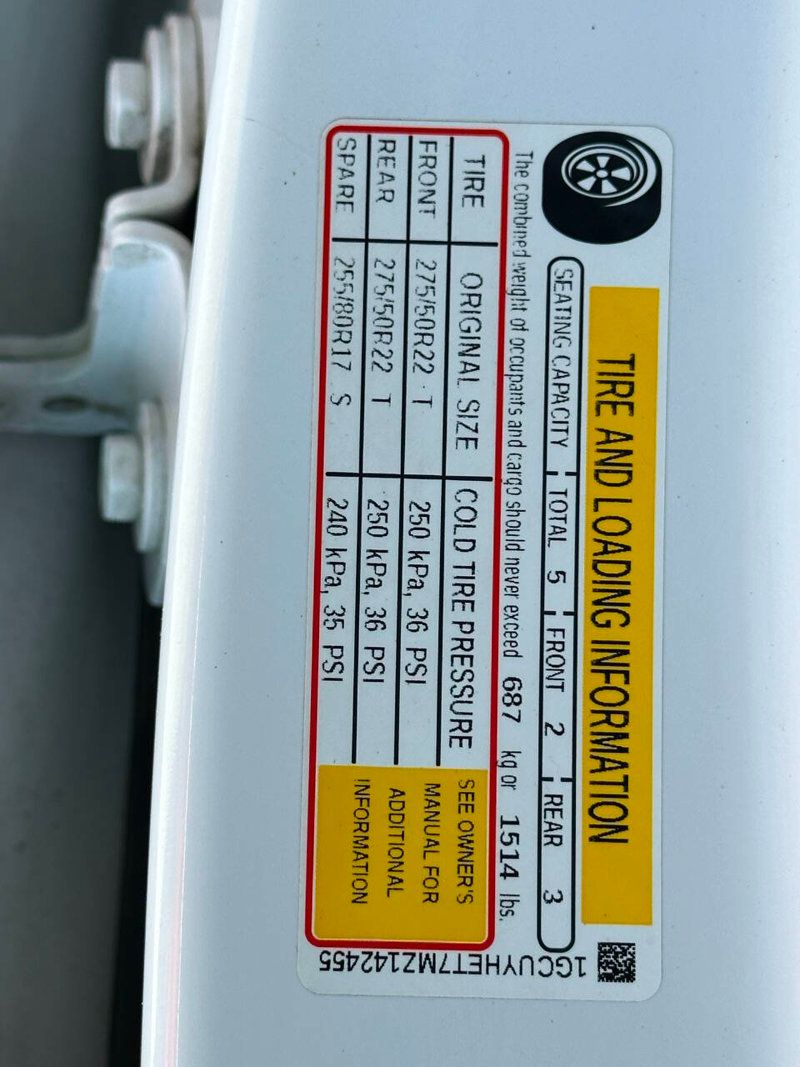 TIRE AND LOADING INFORMATION
SEATING CAPACITY TOTAL 5 FRONT 2 REAR 3
The combined weight of occupants and cargo should never exceed 687 kg or 1514 lbs.
TIRE ORIGINAL SIZE COLD TIRE PRESSURE
FRONT 275/50R22 T 250 kPa, 36 PSI
REAR 275/50R22 T 250 kPa, 36 PSI
SPARE 255/80R17 S 240 kPa, 35 PSI
SEE OWNER'S
MANUAL FOR
ADDITIONAL
INFORMATION
1GCUYHET7MZ142455